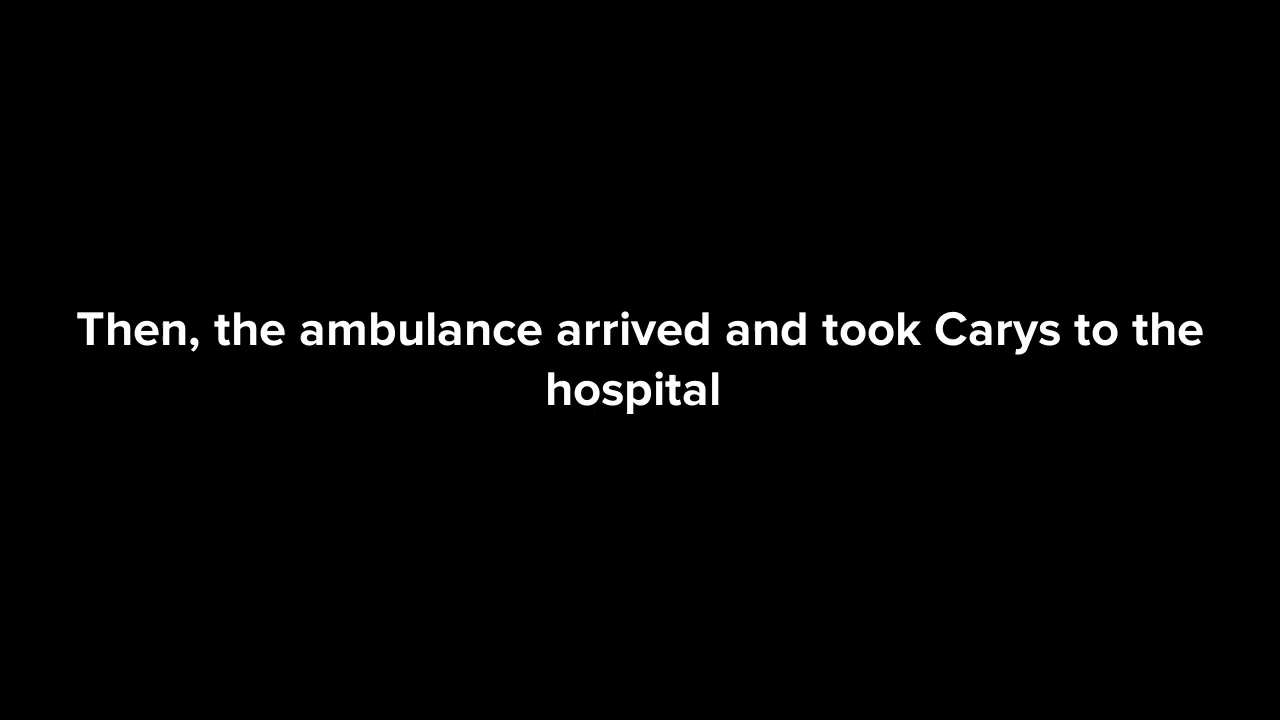 Then, the ambulance arrived and took Carys to the
hospital